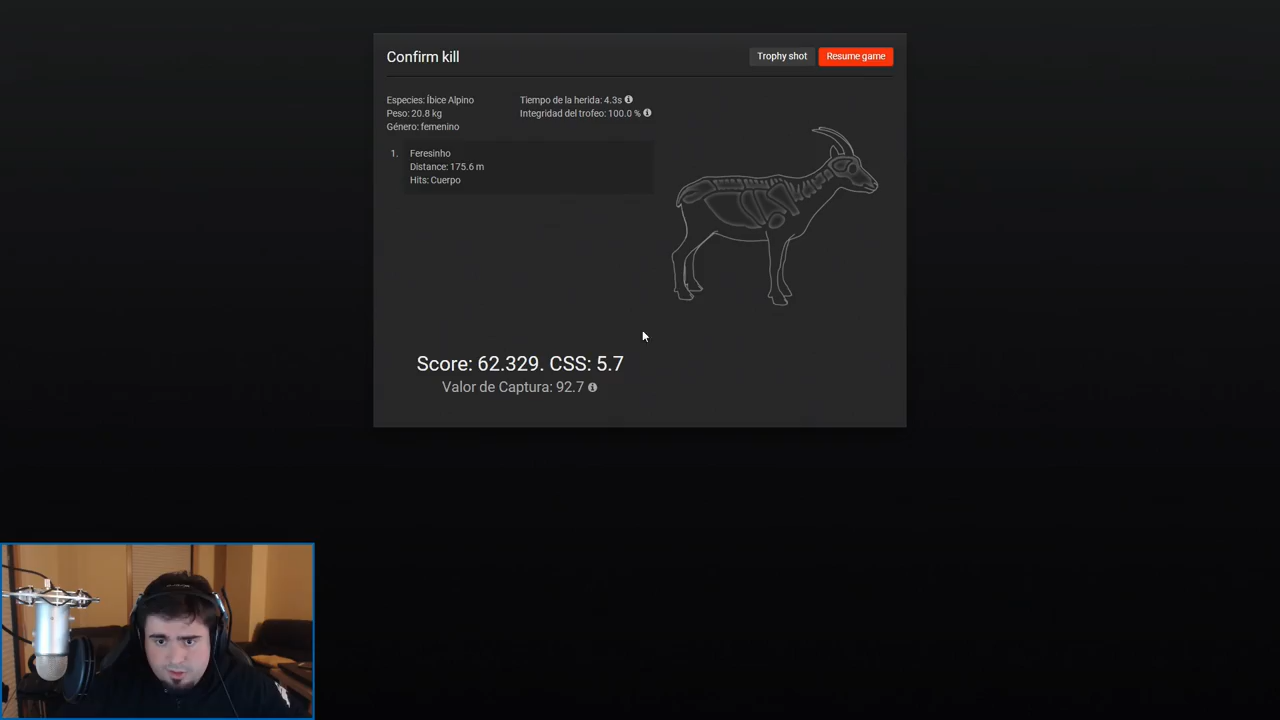 Confirm kill
Trophy shot
Resume game
Especies: Íbice Alpino
Peso: 20.8 kg
Género: femenino
Tiempo de la herida: 4.3s
Integridad del trofeo: 100.0 %
1. Feresinho
Distance: 175.6 m
Hits: Cuerpo
Score: 62.329. CSS: 5.7
Valor de Captura: 92.7